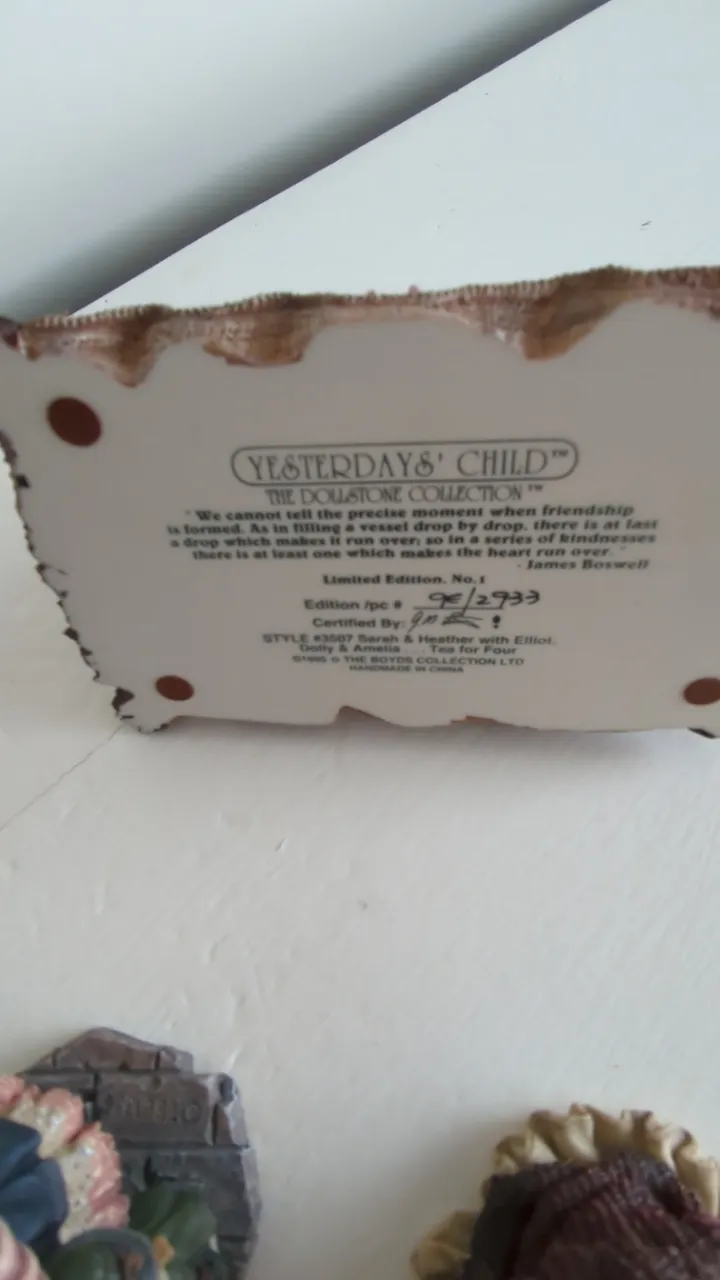 YESTERDAYS' CHILD™
THE DOLLSTONE COLLECTION™
"We cannot tell the precise moment when friendship
is formed. As in filling a vessel drop by drop, there is at last
a drop which makes it run over; so in a series of kindnesses
there is at least one which makes the heart run over."
- James Boswell
Limited Edition. No.1
Edition /pc # 9E/2933
Certified By:
STYLE #3507 Sarah & Heather with Elliot,
Dolly & Amelia . . . Tea for Four
©1995 © THE BOYDS COLLECTION LTD
HANDMADE IN CHINA